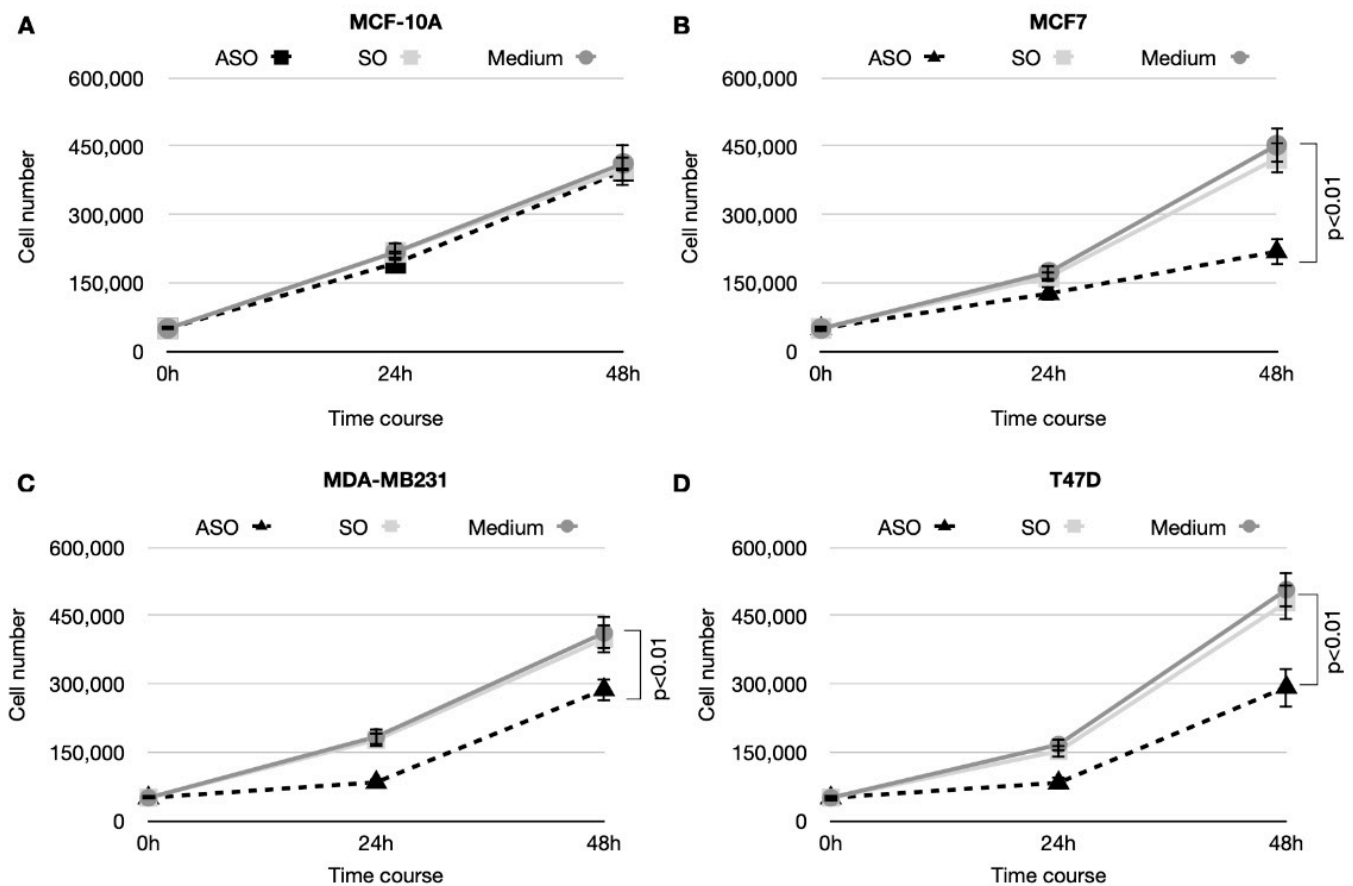 A
MCF-10A
ASO SO Medium
600,000
450,000
300,000
150,000
0
Cell number
0h 24h 48h
Time course
B
MCF7
ASO SO Medium
600,000
450,000
300,000
150,000
0
Cell number
p<0.01
0h 24h 48h
Time course
C
MDA-MB231
ASO SO Medium
600,000
450,000
300,000
150,000
0
Cell number
p<0.01
0h 24h 48h
Time course
D
T47D
ASO SO Medium
600,000
450,000
300,000
150,000
0
Cell number
p<0.01
0h 24h 48h
Time course